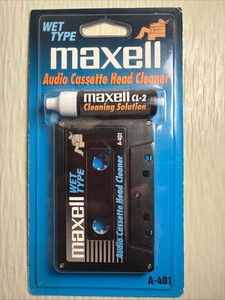 WET
TYPE
maxell
Audio Cassette Head Cleaner
maxell CL-2
Cleaning Solution
A-401
maxell
WET
TYPE
Audio Cassette Head Cleaner
A-401